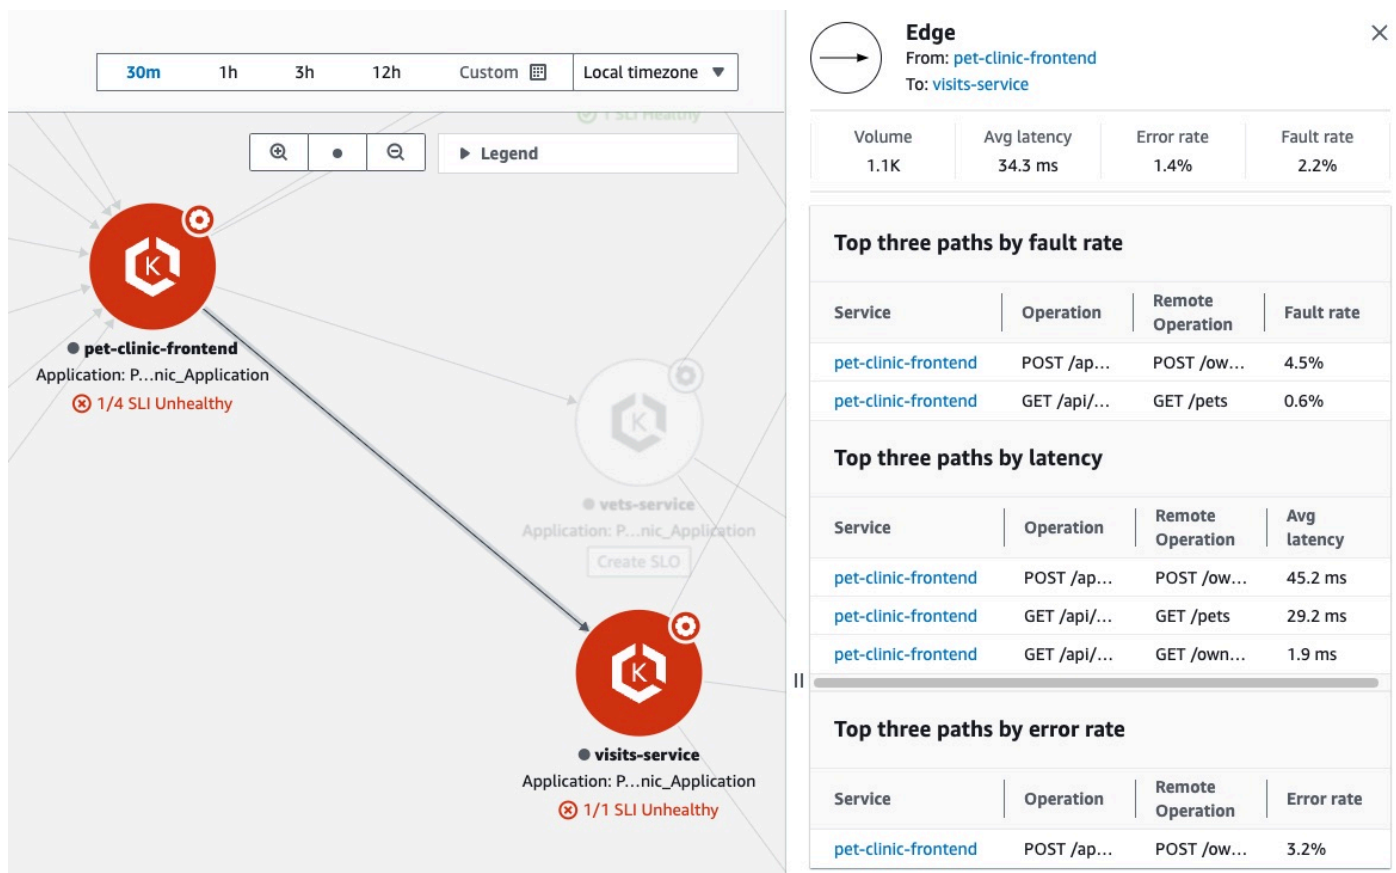 30m 1h 3h 12h Custom Local timezone
1 SLI Healthy
Legend
K
pet-clinic-frontend
Application: P...nic_Application
1/4 SLI Unhealthy
K
vets-service
Application: P...nic_Application
Create SLO
K
visits-service
Application: P...nic_Application
1/1 SLI Unhealthy
Edge
From: pet-clinic-frontend
To: visits-service
Volume Avg latency Error rate Fault rate
1.1K 34.3 ms 1.4% 2.2%
Top three paths by fault rate
Service Operation Remote Operation Fault rate
pet-clinic-frontend POST /ap... POST /ow... 4.5%
pet-clinic-frontend GET /api/... GET /pets 0.6%
Top three paths by latency
Service Operation Remote Operation Avg latency
pet-clinic-frontend POST /ap... POST /ow... 45.2 ms
pet-clinic-frontend GET /api/... GET /pets 29.2 ms
pet-clinic-frontend GET /api/... GET /own... 1.9 ms
Top three paths by error rate
Service Operation Remote Operation Error rate
pet-clinic-frontend POST /ap... POST /ow... 3.2%